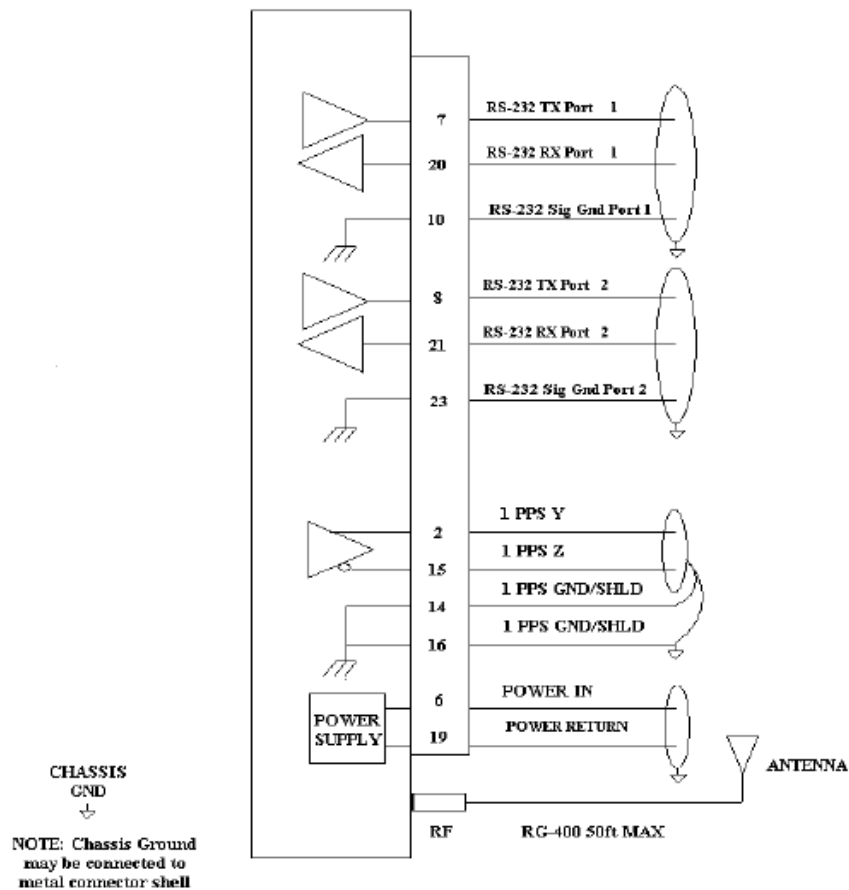 7 RS-232 TX Port 1
20 RS-232 RX Port 1
10 RS-232 Sig Gnd Port 1
8 RS-232 TX Port 2
21 RS-232 RX Port 2
23 RS-232 Sig Gnd Port 2
2 1 PPS Y
15 1 PPS Z
14 1 PPS GND/SHLD
16 1 PPS GND/SHLD
6 POWER IN
POWER
SUPPLY
19 POWER RETURN
ANTENNA
RF RG-400 50ft MAX
CHASSIS
GND
NOTE: Chassis Ground
may be connected to
metal connector shell